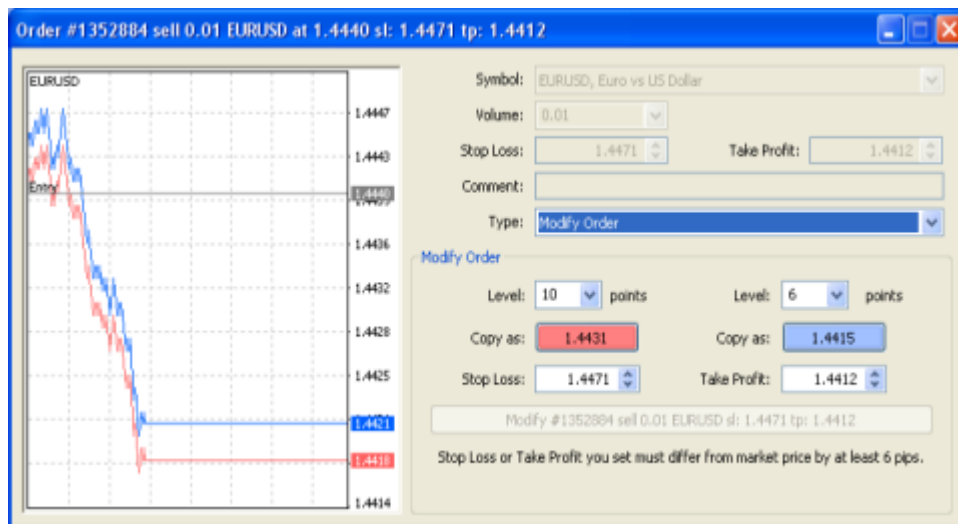 Order #1352884 sell 0.01 EURUSD at 1.4440 sl: 1.4471 tp: 1.4412
EURUSD
1.4447
1.4443
Entry
1.4440
1.4436
1.4432
1.4428
1.4425
1.4421
1.4418
1.4414
Symbol: EURUSD, Euro vs US Dollar
Volume: 0.01
Stop Loss: 1.4471 Take Profit: 1.4412
Comment:
Type: Modify Order
Modify Order
Level: 10 points Level: 6 points
Copy as: 1.4431 Copy as: 1.4415
Stop Loss: 1.4471 Take Profit: 1.4412
Modify #1352884 sell 0.01 EURUSD sl: 1.4471 tp: 1.4412
Stop Loss or Take Profit you set must differ from market price by at least 6 pips.